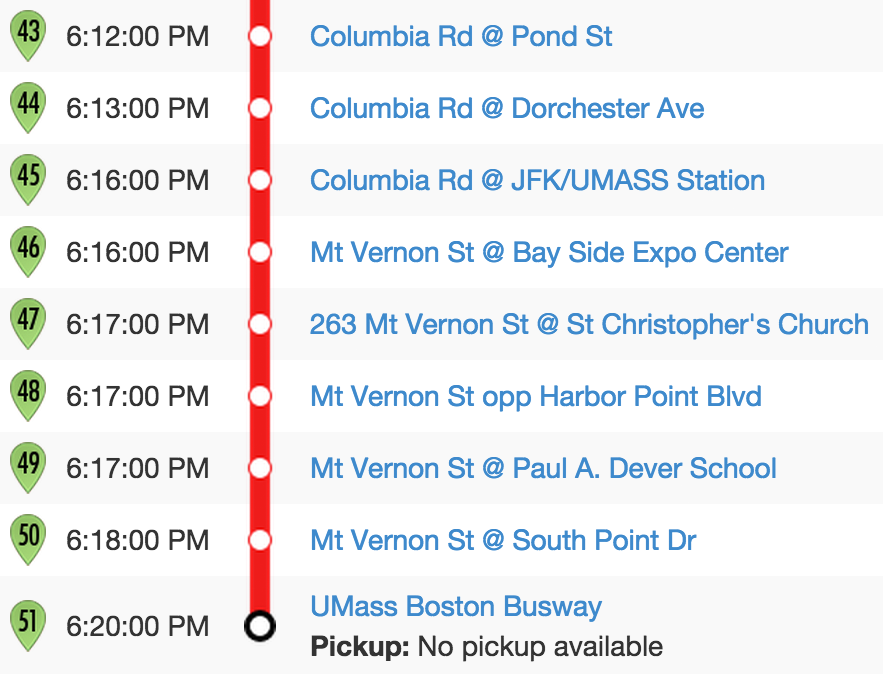 43 6:12:00 PM Columbia Rd @ Pond St
44 6:13:00 PM Columbia Rd @ Dorchester Ave
45 6:16:00 PM Columbia Rd @ JFK/UMASS Station
46 6:16:00 PM Mt Vernon St @ Bay Side Expo Center
47 6:17:00 PM 263 Mt Vernon St @ St Christopher's Church
48 6:17:00 PM Mt Vernon St opp Harbor Point Blvd
49 6:17:00 PM Mt Vernon St @ Paul A. Dever School
50 6:18:00 PM Mt Vernon St @ South Point Dr
51 6:20:00 PM UMass Boston Busway
Pickup: No pickup available